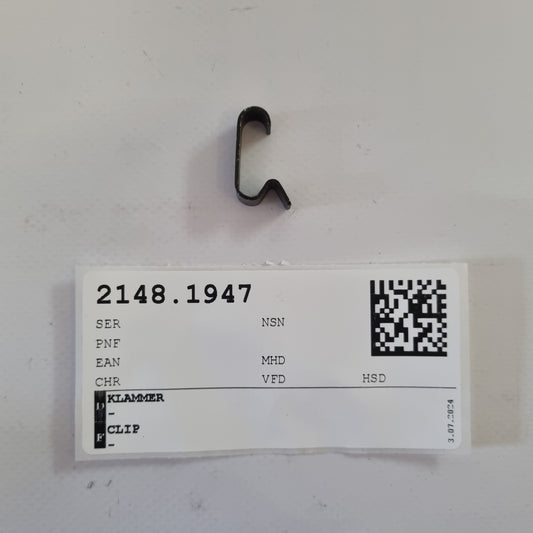 2148.1947
SER NSN
PNF
EAN MHD
CHR VFD HSD
D KLAMMER
-
F CLIP
-
3.07.2024